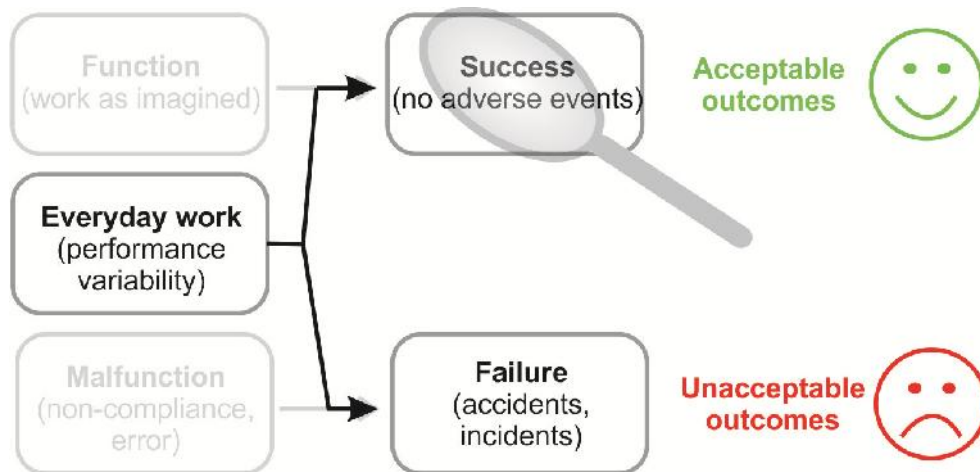 Function
(work as imagined)
Success
(no adverse events)
Acceptable
outcomes
Everyday work
(performance
variability)
Malfunction
(non-compliance,
error)
Failure
(accidents,
incidents)
Unacceptable
outcomes